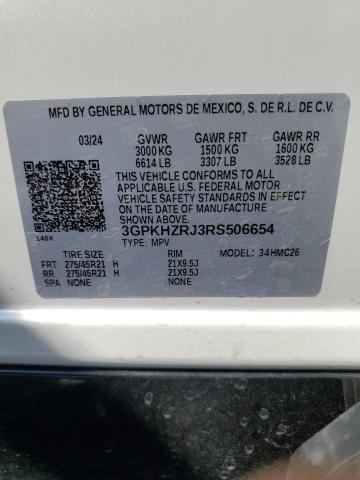 MFD BY GENERAL MOTORS DE MEXICO, S. DE R.L. DE C.V.
03/24 GVWR GAWR FRT GAWR RR
3000 KG 1500 KG 1600 KG
6614 LB 3307 LB 3528 LB
THIS VEHICLE CONFORMS TO ALL
APPLICABLE U.S. FEDERAL MOTOR
VEHICLE SAFETY STANDARDS IN
EFFECT ON THE DATE OF MANUFACTURE
SHOWN ABOVE.
3GPKHZRJ3RS506654
140X TYPE: MPV
TIRE SIZE RIM MODEL: 34HMC26
FRT 275/45R21 H 21X9.5J
RR 275/45R21 H 21X9.5J
SPA NONE NONE